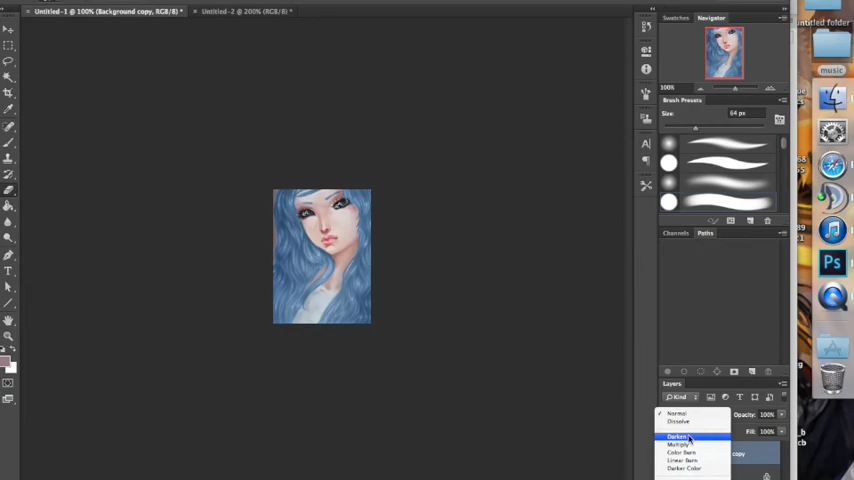 Untitled-1 @ 100% (Background copy, RGB/8) *
Untitled-2 @ 200% (RGB/8*) *
Swatches Navigator
100%
Brush Presets
Size: 64 px
Channels Paths
Layers
Kind
Normal
Dissolve
Darken
Multiply
Color Burn
Linear Burn
Darker Color
Opacity: 100%
Fill: 100%
copy
untitled folder
music
Ps